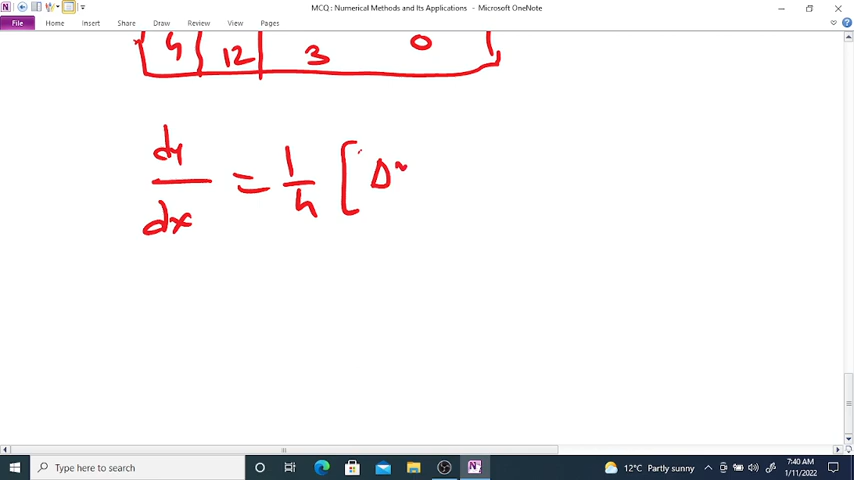 MCQ : Numerical Methods and Its Applications - Microsoft OneNote
File Home Insert Share Draw Review View Pages
12 3 0
dy/dx = 1/h [ Δ
Type here to search
12°C Partly sunny
7:40 AM
1/11/2022